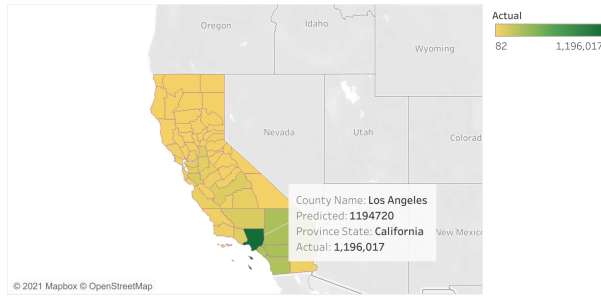 Oregon
Idaho
Wyoming
Nevada
Utah
Colorad
New Mexico
County Name: Los Angeles
Predicted: 1194720
Province State: California
Actual: 1,196,017
© 2021 Mapbox © OpenStreetMap
Actual
82 1,196,017